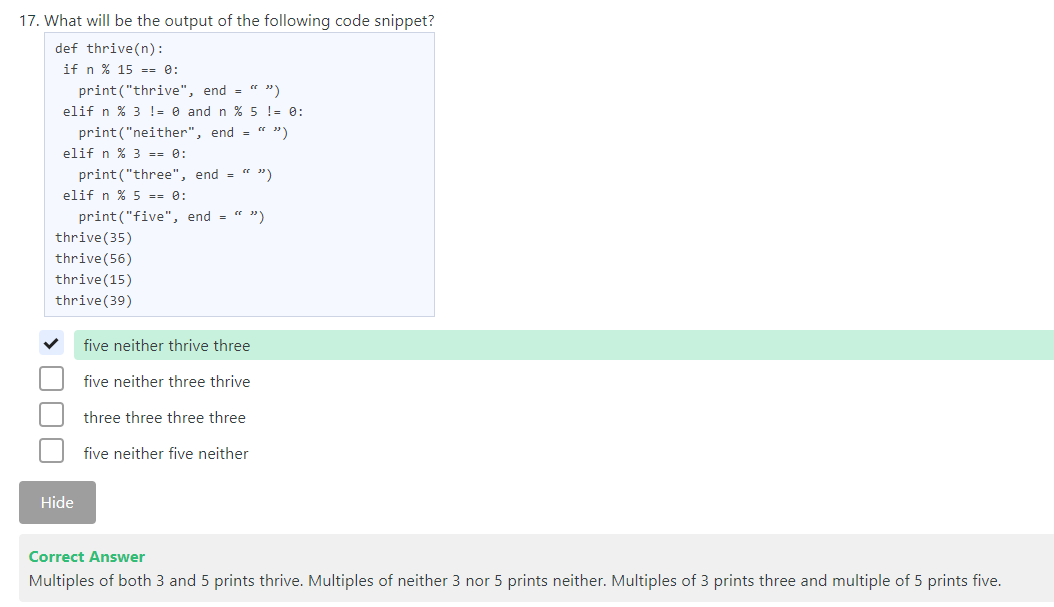 17. What will be the output of the following code snippet?
def thrive(n):
 if n % 15 == 0:
   print("thrive", end = “ ”)
 elif n % 3 != 0 and n % 5 != 0:
   print("neither", end = “ ”)
 elif n % 3 == 0:
   print("three", end = “ ”)
 elif n % 5 == 0:
   print("five", end = “ ”)
thrive(35)
thrive(56)
thrive(15)
thrive(39)
five neither thrive three
five neither three thrive
three three three three
five neither five neither
Hide
Correct Answer
Multiples of both 3 and 5 prints thrive. Multiples of neither 3 nor 5 prints neither. Multiples of 3 prints three and multiple of 5 prints five.